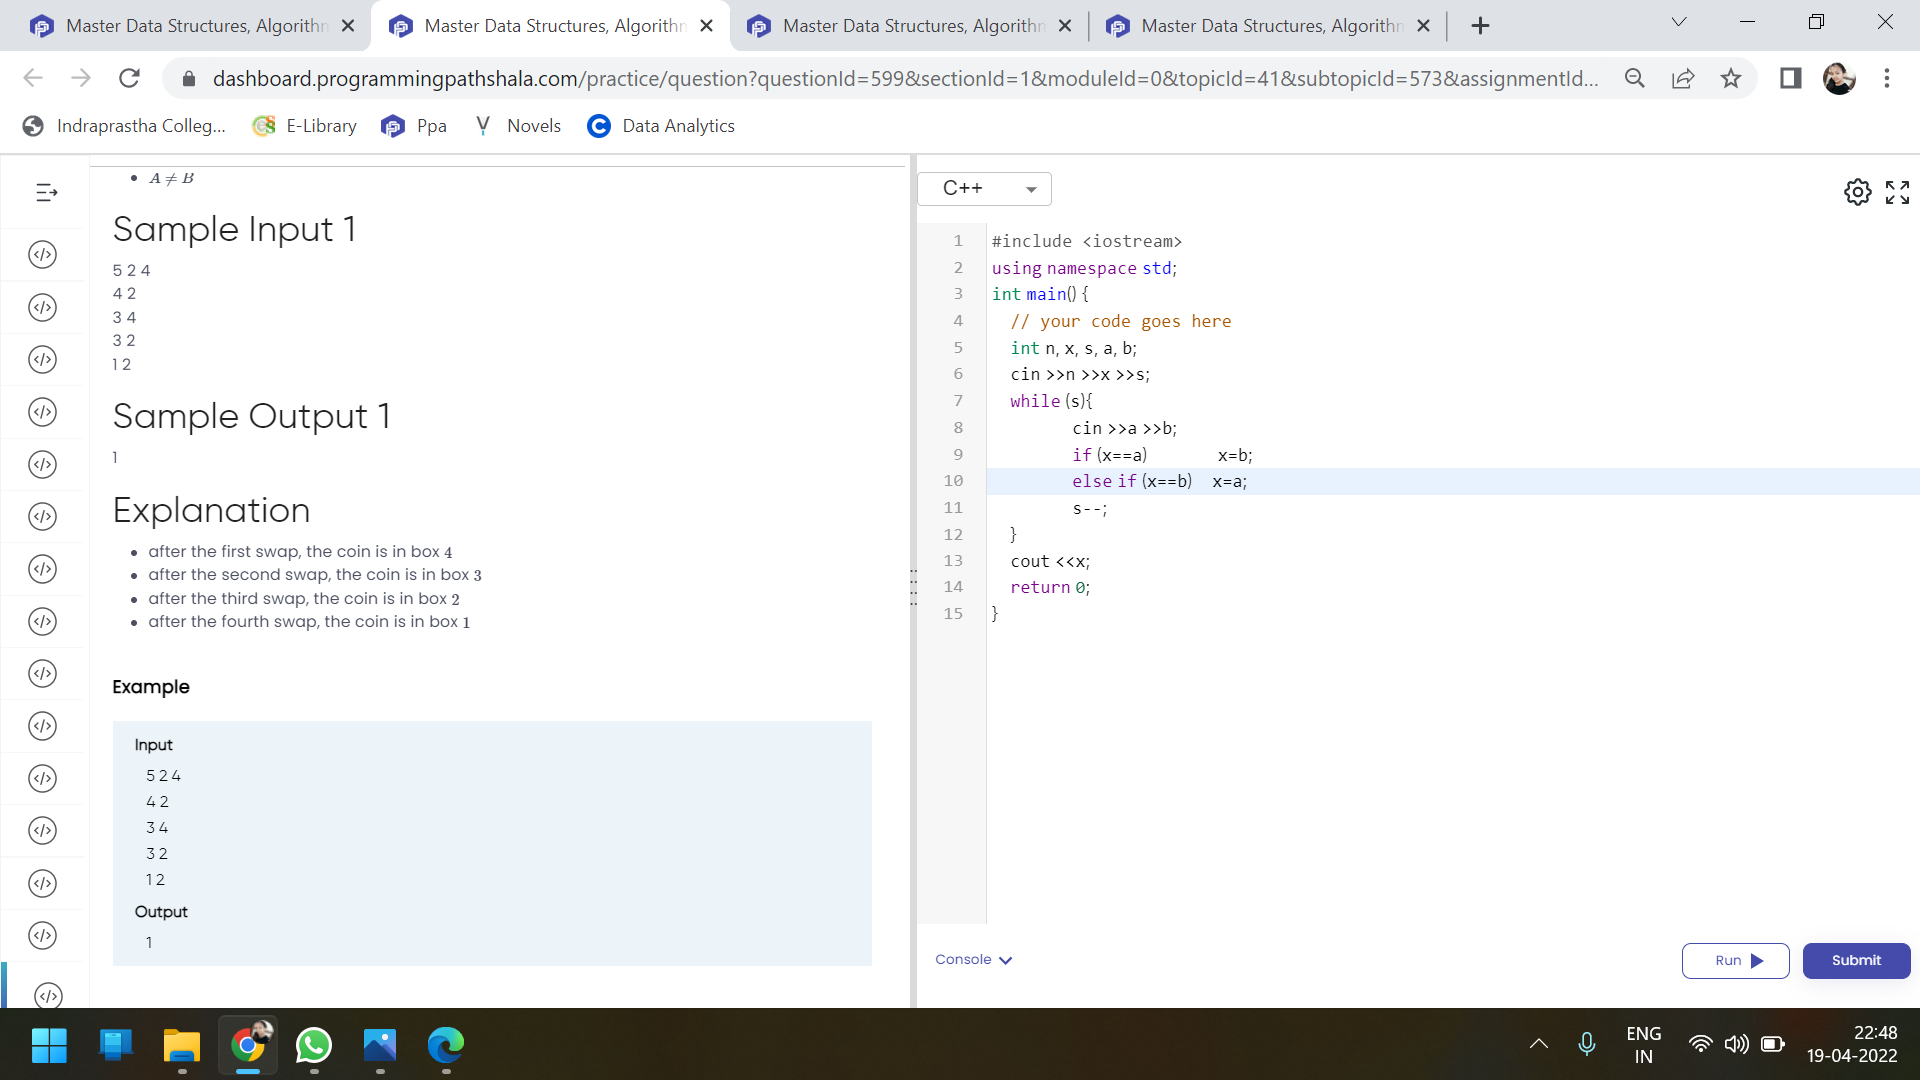 Master Data Structures, Algorithm
Master Data Structures, Algorithm
Master Data Structures, Algorithm
Master Data Structures, Algorithm
dashboard.programmingpathshala.com/practice/question?questionId=599&sectionId=1&moduleId=0&topicId=41&subtopicId=573&assignmentId...
Indraprastha Colleg...
E-Library
Ppa
Novels
Data Analytics
• A ≠ B
Sample Input 1
5 2 4
4 2
3 4
3 2
1 2
Sample Output 1
1
Explanation
• after the first swap, the coin is in box 4
• after the second swap, the coin is in box 3
• after the third swap, the coin is in box 2
• after the fourth swap, the coin is in box 1
Example
Input
5 2 4
4 2
3 4
3 2
1 2
Output
1
C++
1 #include <iostream>
2 using namespace std;
3 int main() {
4 // your code goes here
5 int n, x, s, a, b;
6 cin >>n >>x >>s;
7 while (s){
8 cin >>a >>b;
9 if (x==a) x=b;
10 else if (x==b) x=a;
11 s--;
12 }
13 cout <<x;
14 return 0;
15 }
Console
Run
Submit
ENG
IN
22:48
19-04-2022